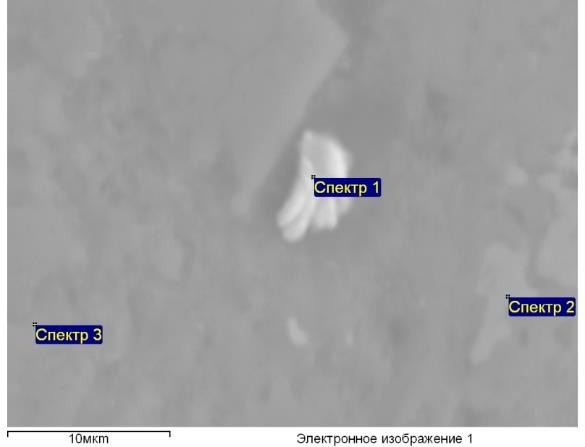 Спектр 1
Спектр 2
Спектр 3
10мкm
Электронное изображение 1